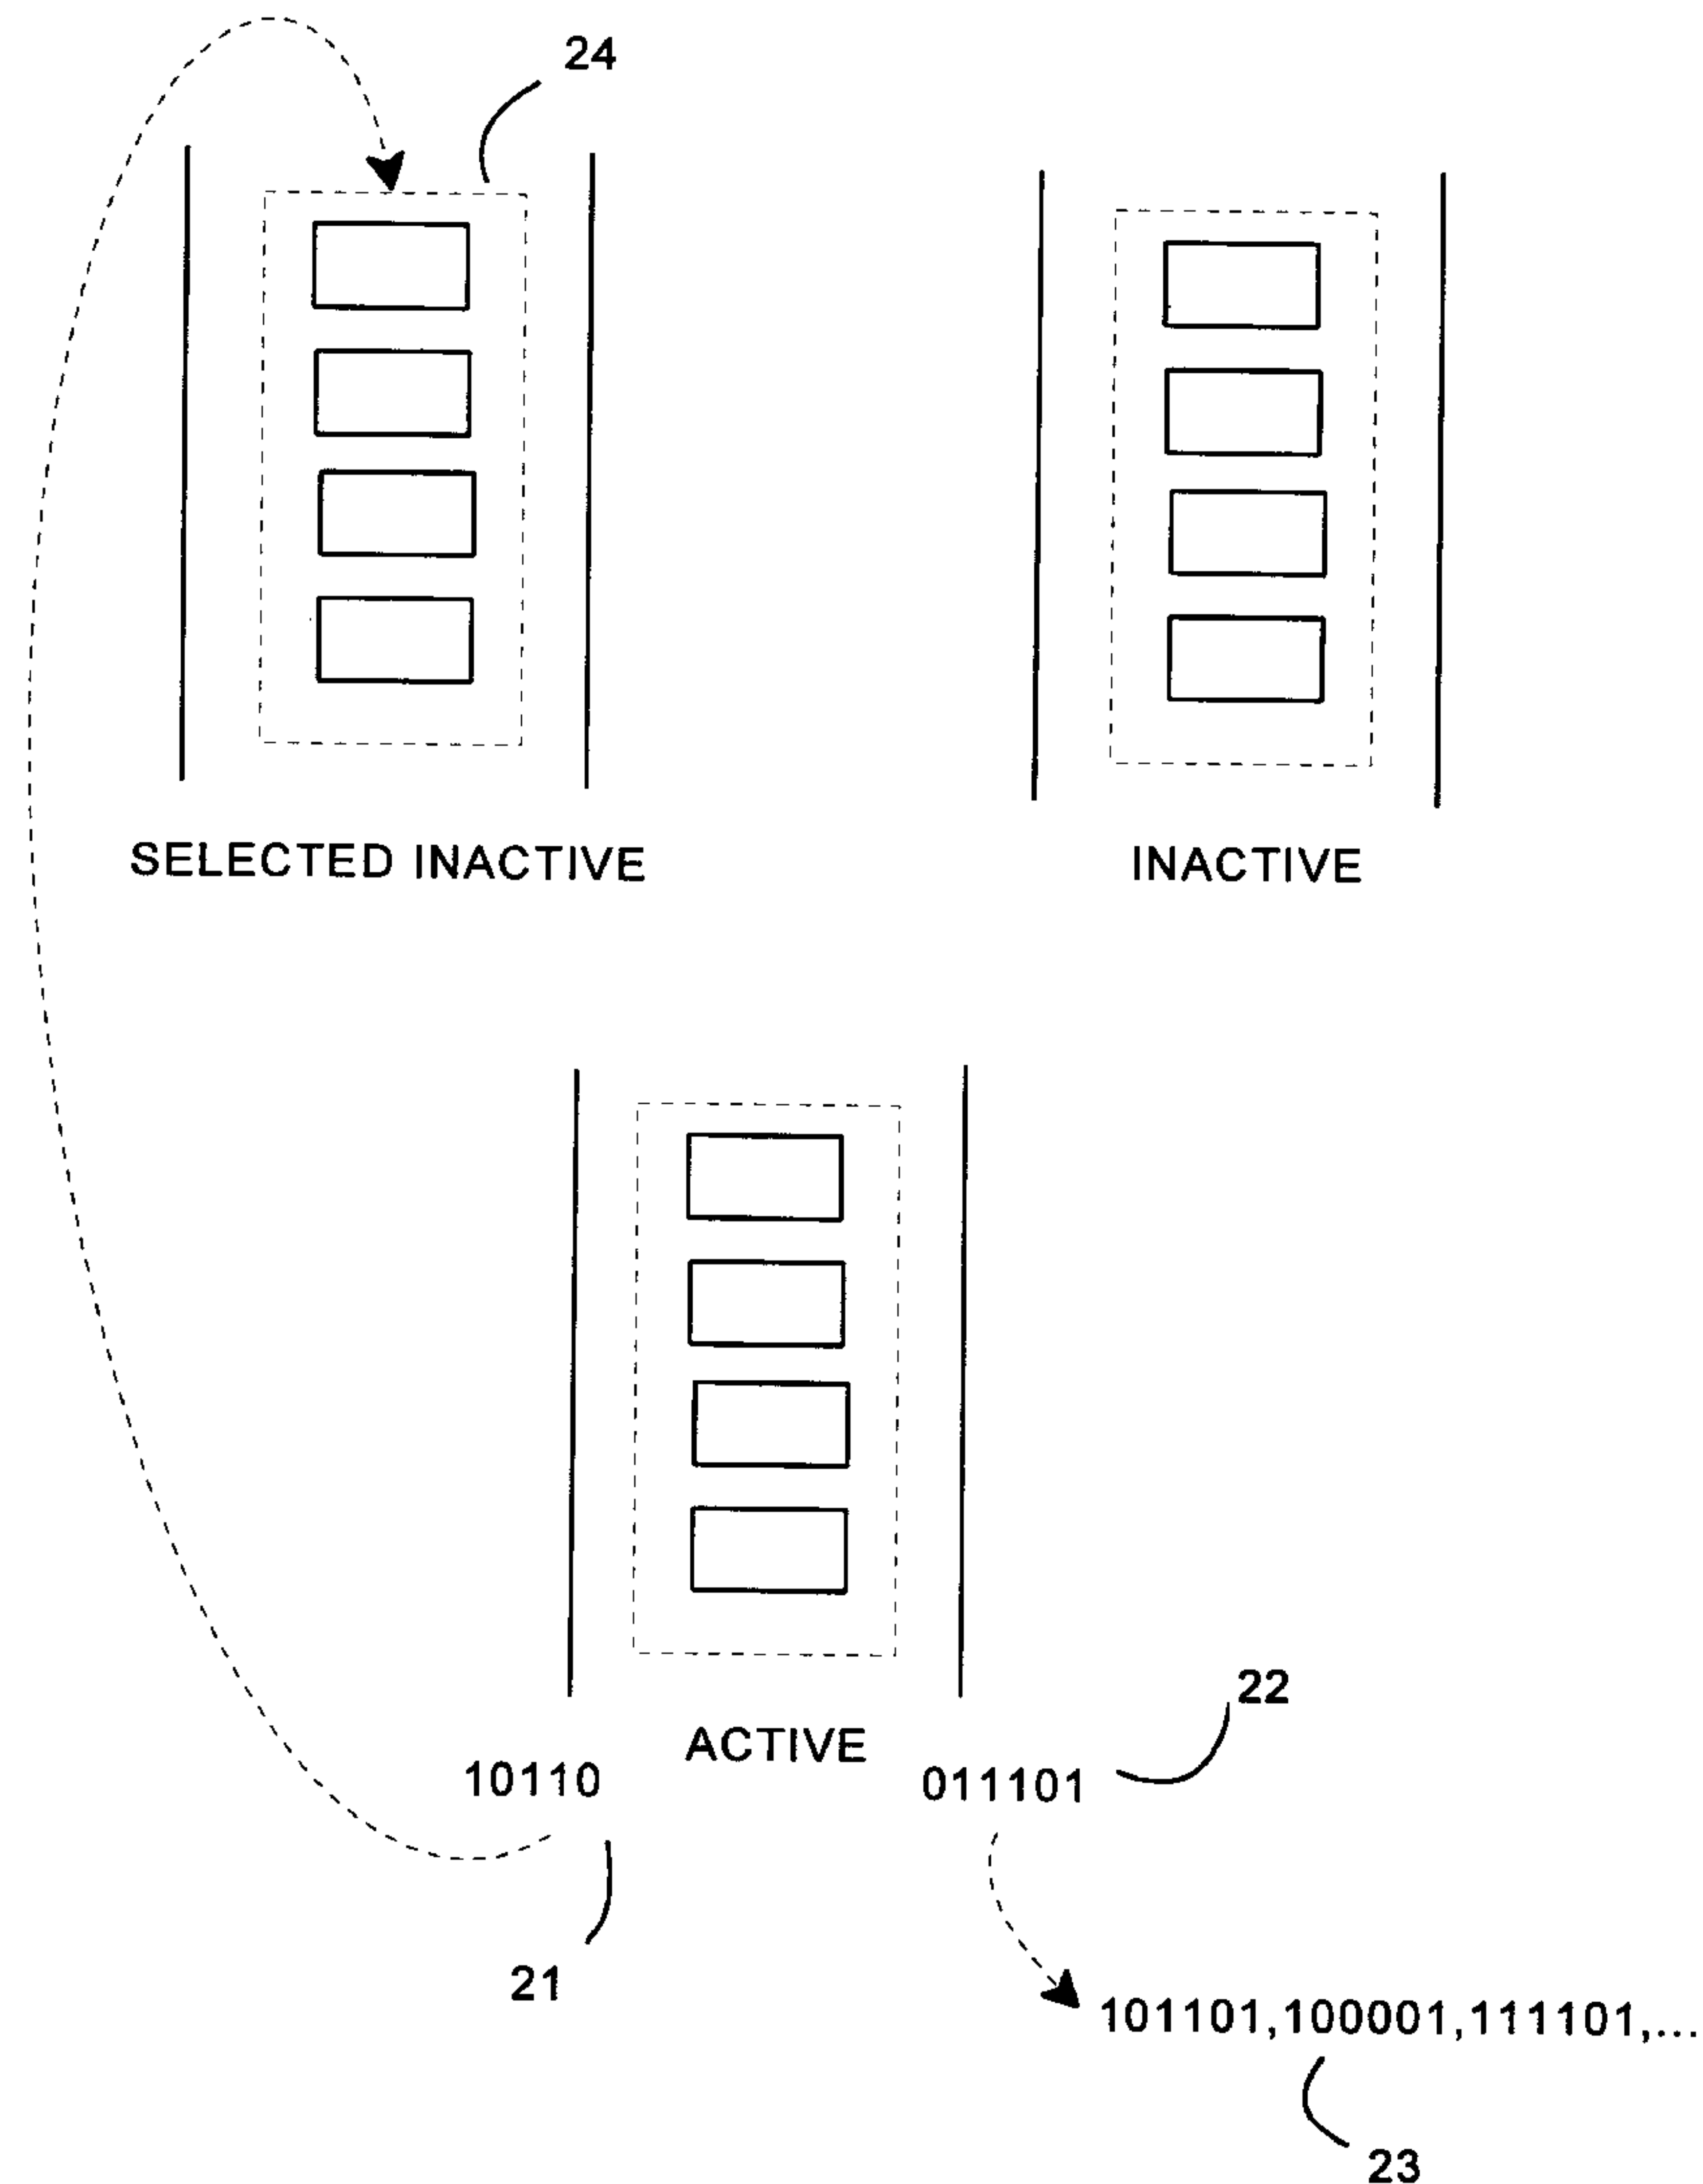 24
SELECTED INACTIVE
INACTIVE
22
ACTIVE
10110
011101
21
101101,100001,111101,...
23